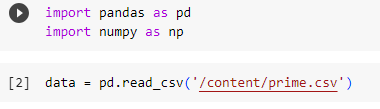 import pandas as pd
import numpy as np
[2] data = pd.read_csv('/content/prime.csv')